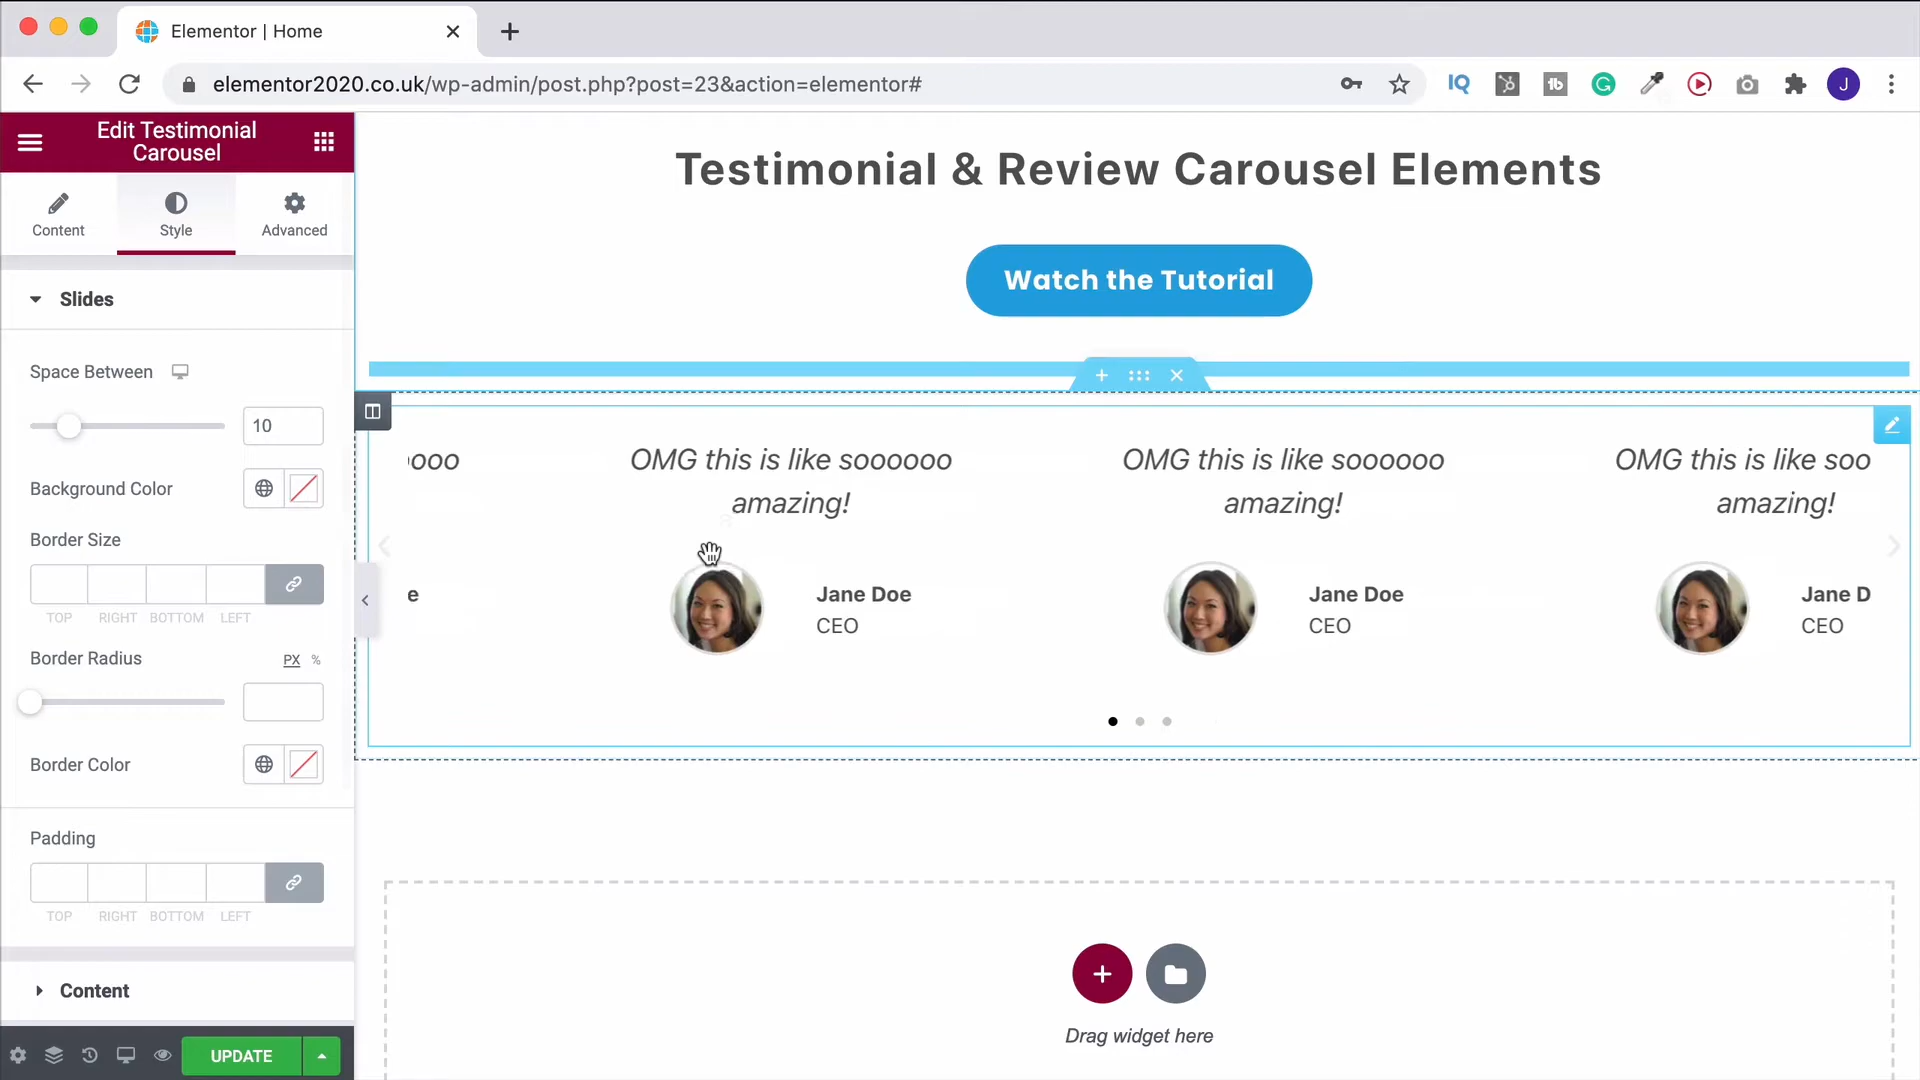 Elementor | Home
elementor2020.co.uk/wp-admin/post.php?post=23&action=elementor#
IQ
tb
G
J
Edit Testimonial
Carousel
Content
Style
Advanced
Slides
Space Between
10
Background Color
Border Size
TOP RIGHT BOTTOM LEFT
Border Radius
PX %
Border Color
Padding
TOP RIGHT BOTTOM LEFT
Content
UPDATE
Testimonial & Review Carousel Elements
Watch the Tutorial
ooo
e
OMG this is like soooooo
amazing!
Jane Doe
CEO
OMG this is like soooooo
amazing!
Jane Doe
CEO
OMG this is like soo
amazing!
Jane D
CEO
Drag widget here